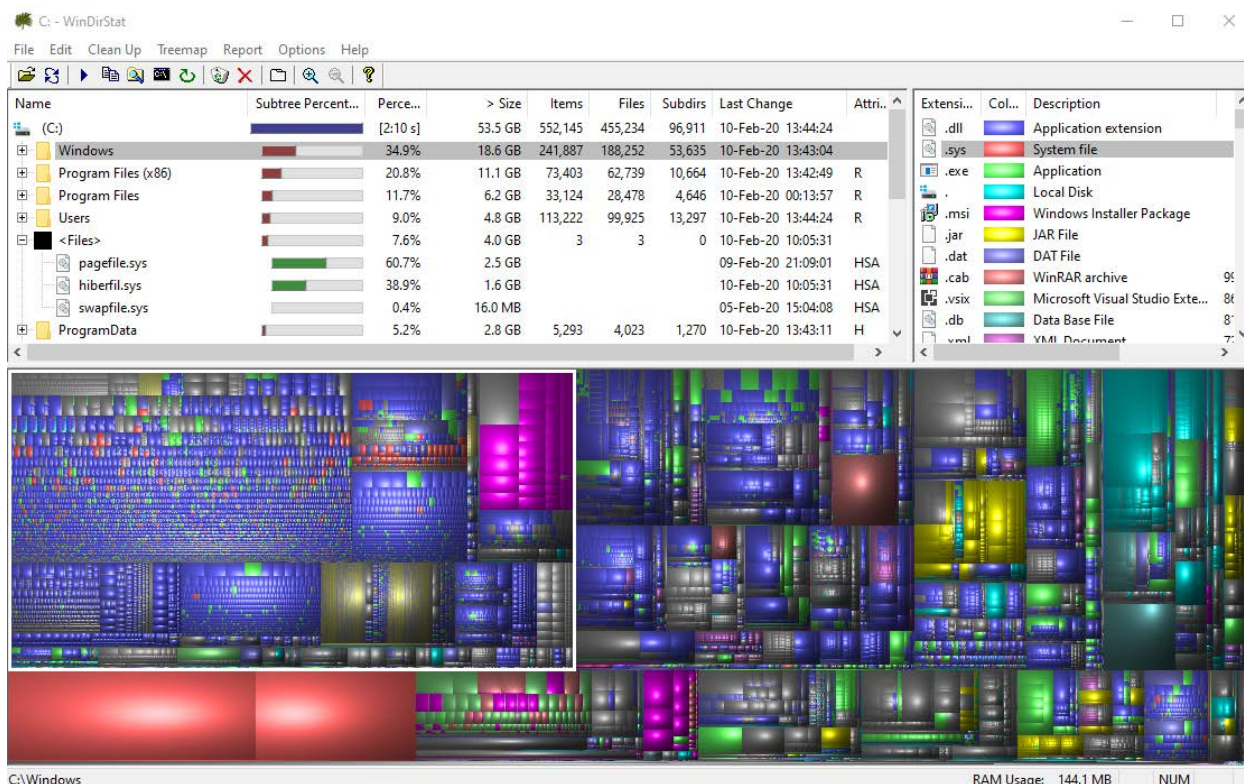 C: - WinDirStat
File Edit Clean Up Treemap Report Options Help
Name Subtree Percent... Perce... > Size Items Files Subdirs Last Change Attri...
(C:) [2:10 s] 53.5 GB 552,145 455,234 96,911 10-Feb-20 13:44:24
Windows 34.9% 18.6 GB 241,887 188,252 53,635 10-Feb-20 13:43:04
Program Files (x86) 20.8% 11.1 GB 73,403 62,739 10,664 10-Feb-20 13:42:49 R
Program Files 11.7% 6.2 GB 33,124 28,478 4,646 10-Feb-20 00:13:57 R
Users 9.0% 4.8 GB 113,222 99,925 13,297 10-Feb-20 13:44:24 R
<Files> 7.6% 4.0 GB 3 3 0 10-Feb-20 10:05:31
pagefile.sys 60.7% 2.5 GB 09-Feb-20 21:09:01 HSA
hiberfil.sys 38.9% 1.6 GB 10-Feb-20 10:05:31 HSA
swapfile.sys 0.4% 16.0 MB 05-Feb-20 15:04:08 HSA
ProgramData 5.2% 2.8 GB 5,293 4,023 1,270 10-Feb-20 13:43:11 H
Extensi... Col... Description
.dll Application extension
.sys System file
.exe Application
. Local Disk
.msi Windows Installer Package
.jar JAR File
.dat DAT File
.cab WinRAR archive
.vsix Microsoft Visual Studio Exte...
.db Data Base File
.xml XML Document
C:\Windows RAM Usage: 144.1 MB NUM